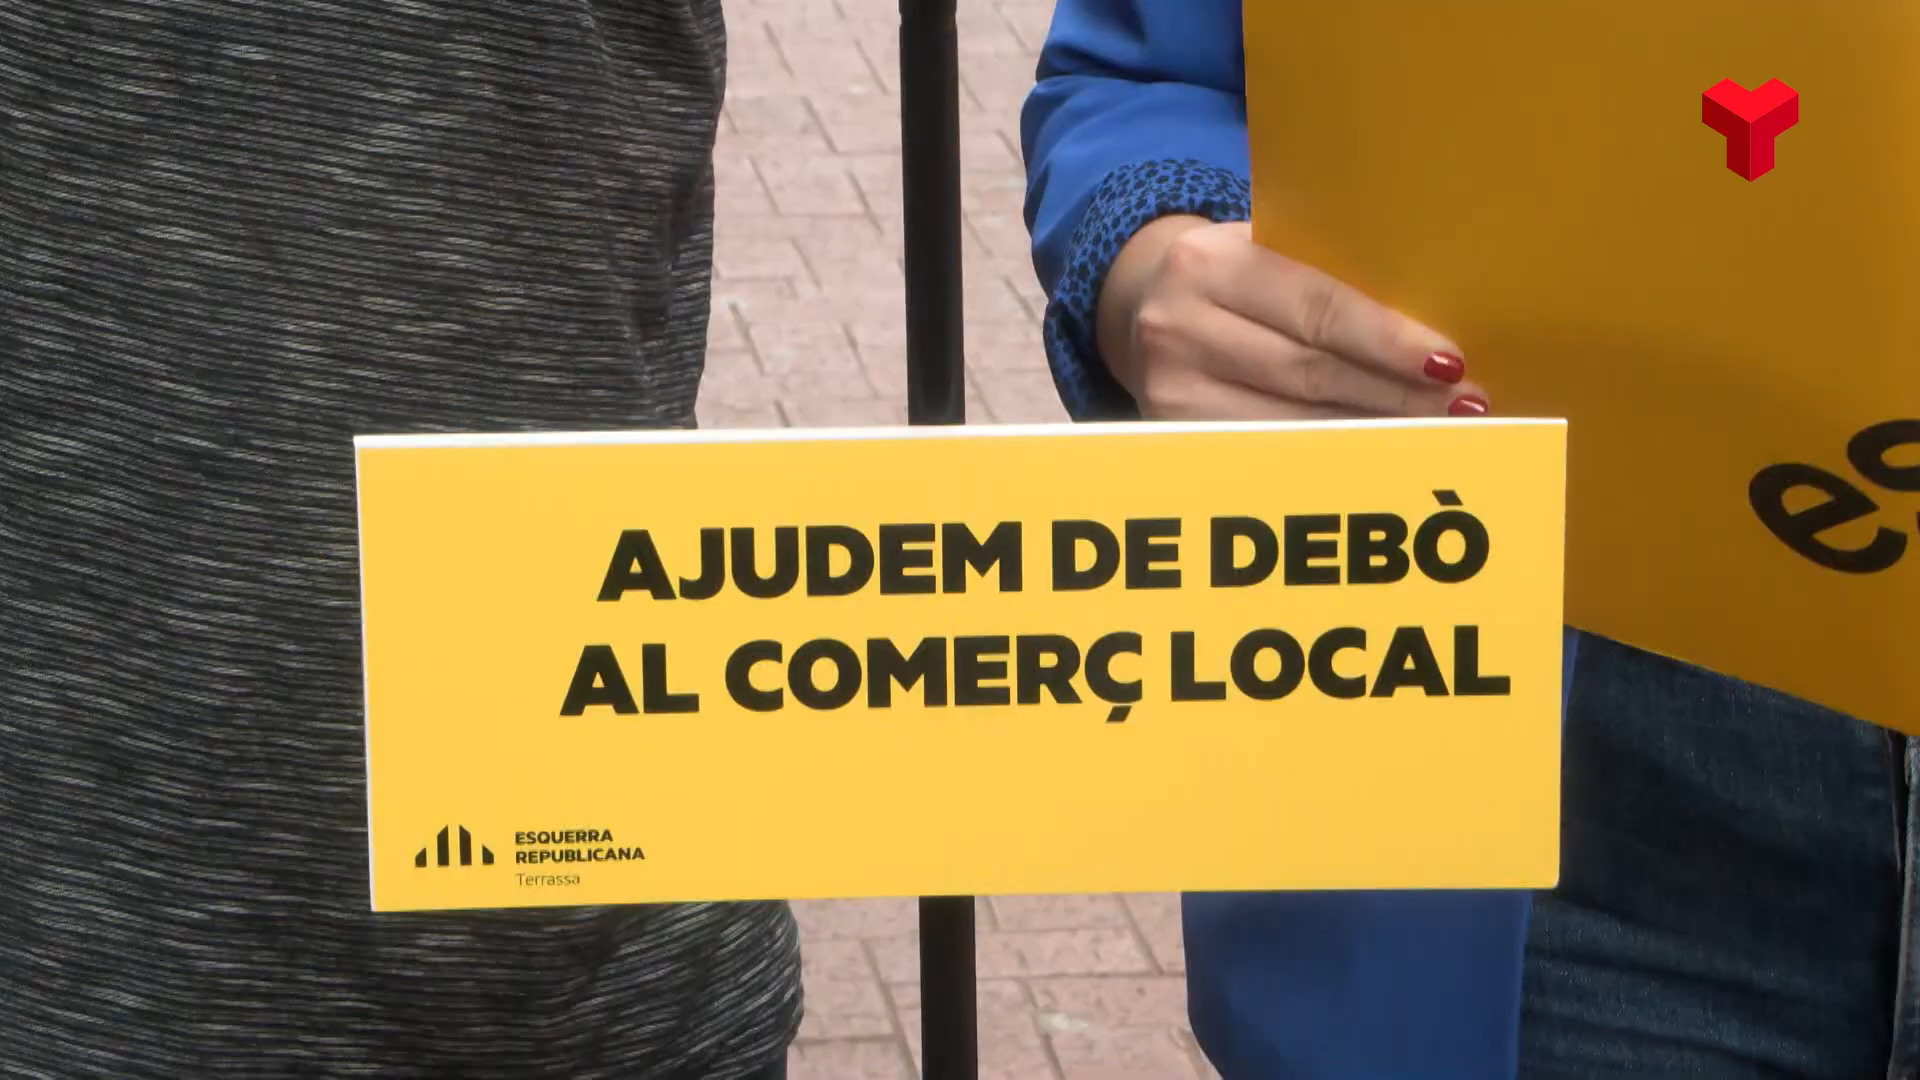 AJUDEM DE DEBÒ
AL COMERÇ LOCAL
ESQUERRA
REPUBLICANA
Terrassa